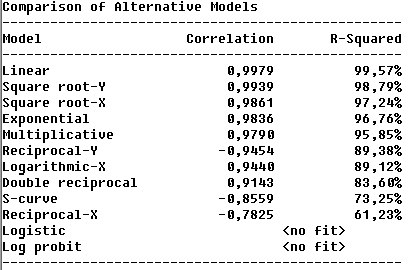 Comparison of Alternative Models
Model Correlation R-Squared
Linear 0,9979 99,57%
Square root-Y 0,9939 98,79%
Square root-X 0,9861 97,24%
Exponential 0,9836 96,76%
Multiplicative 0,9790 95,85%
Reciprocal-Y -0,9454 89,38%
Logarithmic-X 0,9440 89,12%
Double reciprocal 0,9143 83,60%
S-curve -0,8559 73,25%
Reciprocal-X -0,7825 61,23%
Logistic <no fit>
Log probit <no fit>